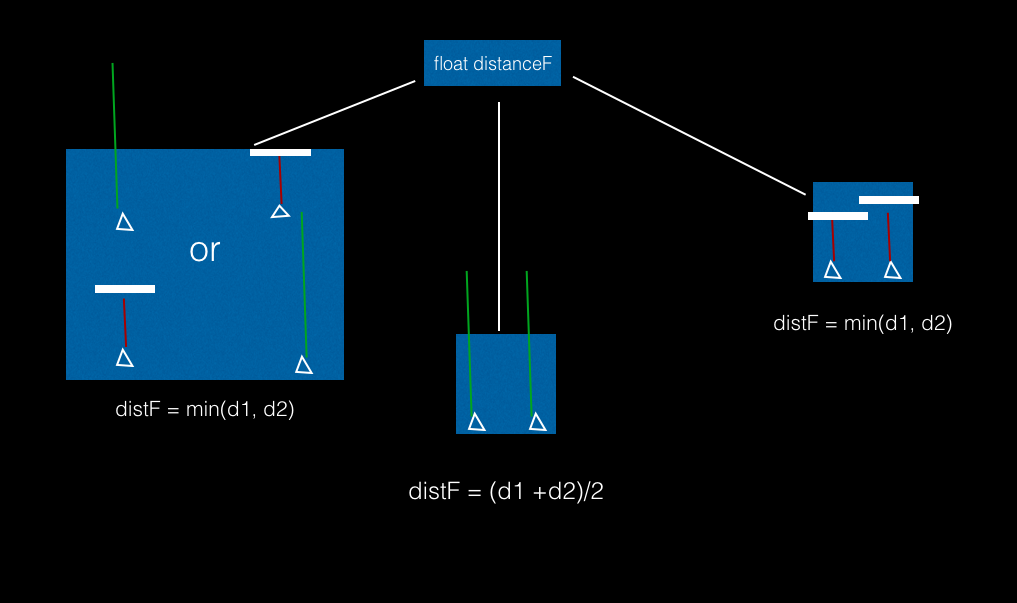 float distanceF
or
distF = min(d1, d2)
distF = (d1 +d2)/2
distF = min(d1, d2)